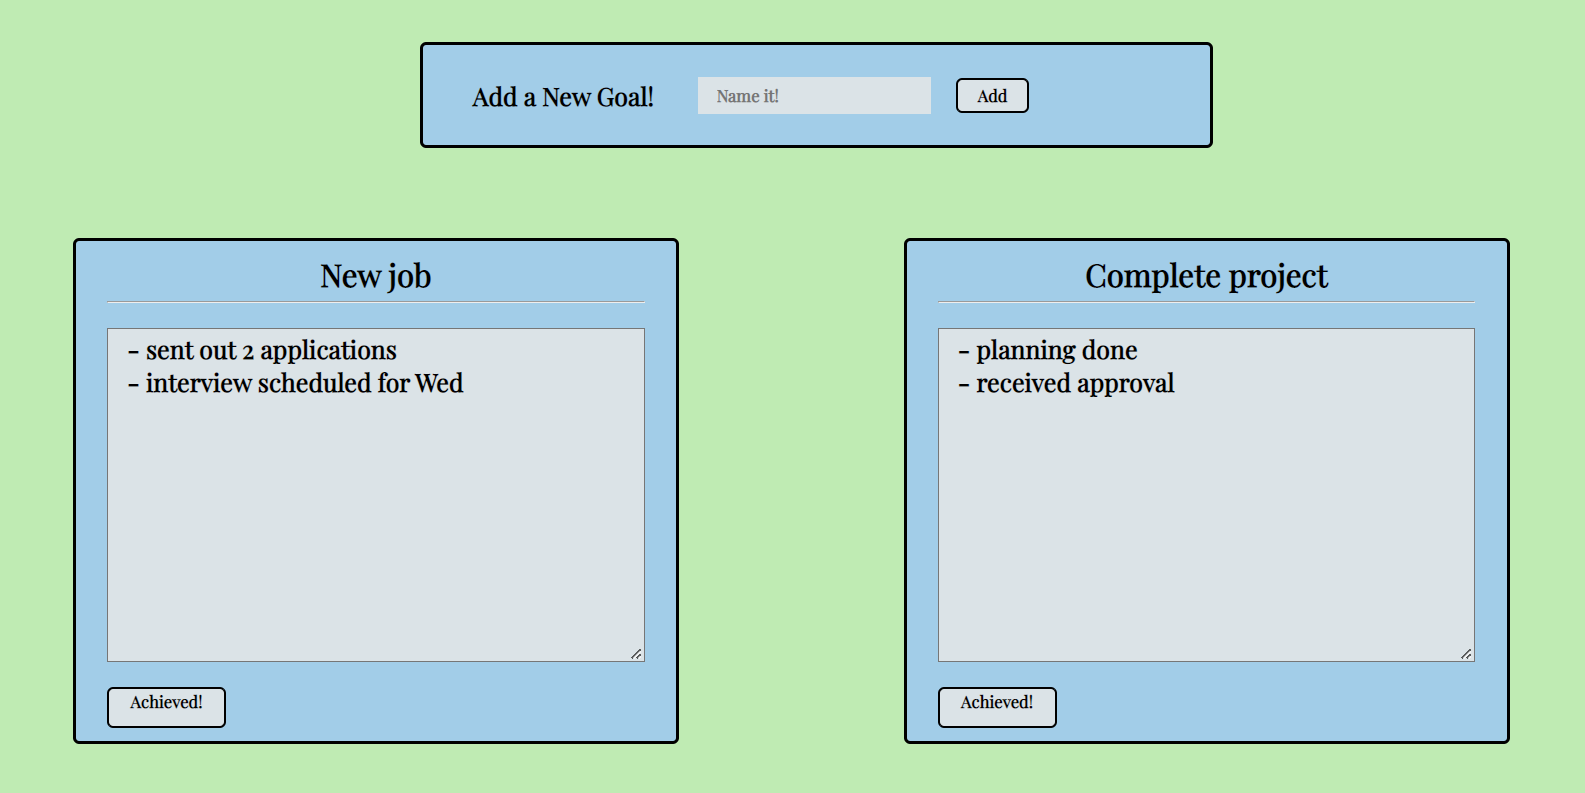 Add a New Goal!
Name it!
Add
New job
- sent out 2 applications
- interview scheduled for Wed
Achieved!
Complete project
- planning done
- received approval
Achieved!